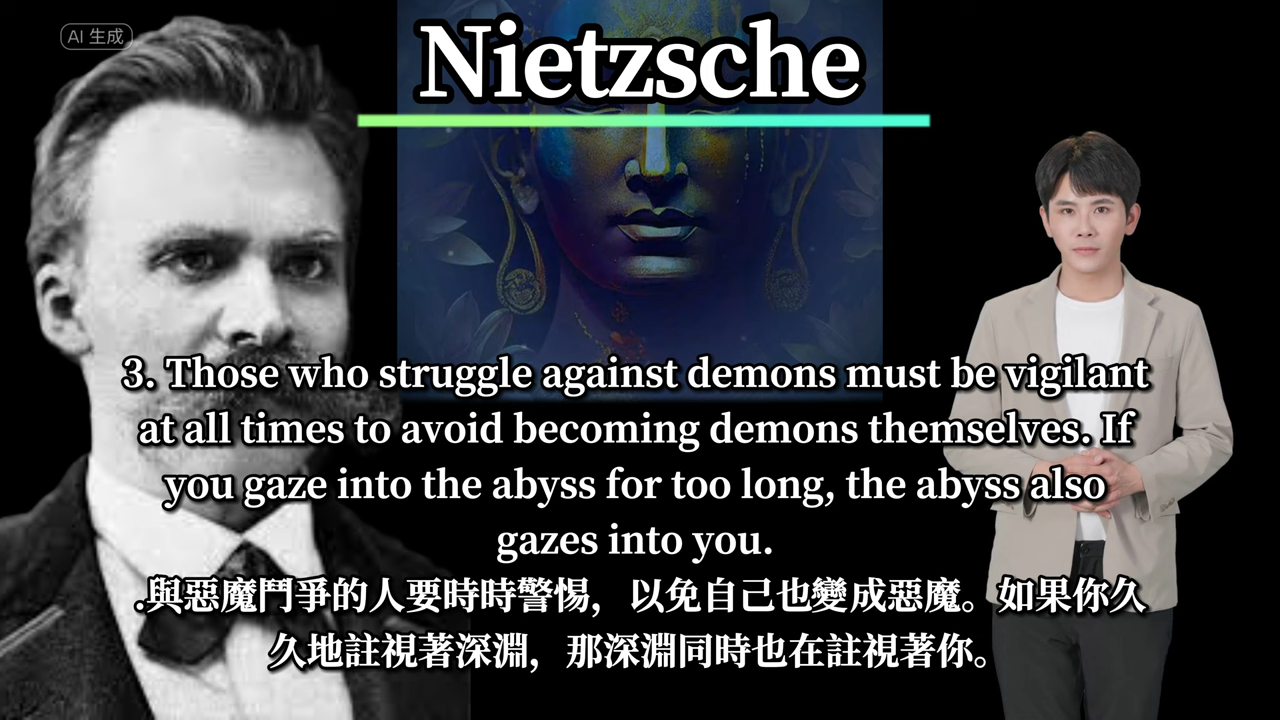 AI 生成
Nietzsche
3. Those who struggle against demons must be vigilant
at all times to avoid becoming demons themselves. If
you gaze into the abyss for too long, the abyss also
gazes into you.
.與惡魔鬥爭的人要時時警惕，以免自己也變成惡魔。如果你久
久地註視著深淵，那深淵同時也在註視著你。